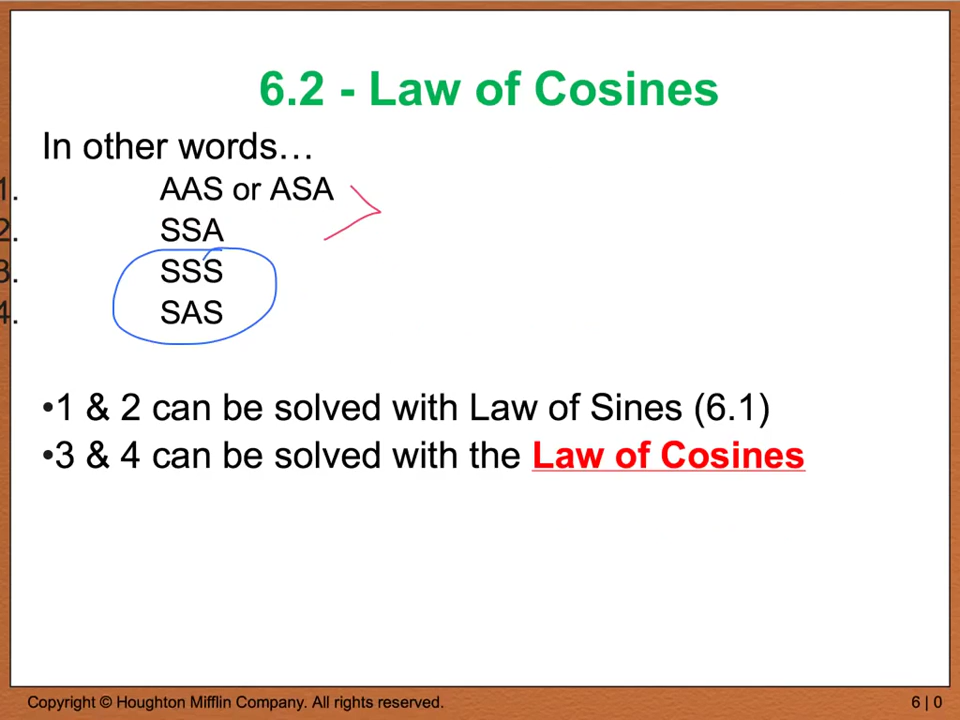 6.2 - Law of Cosines
In other words…
1. AAS or ASA
2. SSA
3. SSS
4. SAS
•1 & 2 can be solved with Law of Sines (6.1)
•3 & 4 can be solved with the Law of Cosines
Copyright © Houghton Mifflin Company. All rights reserved. 6 | 0